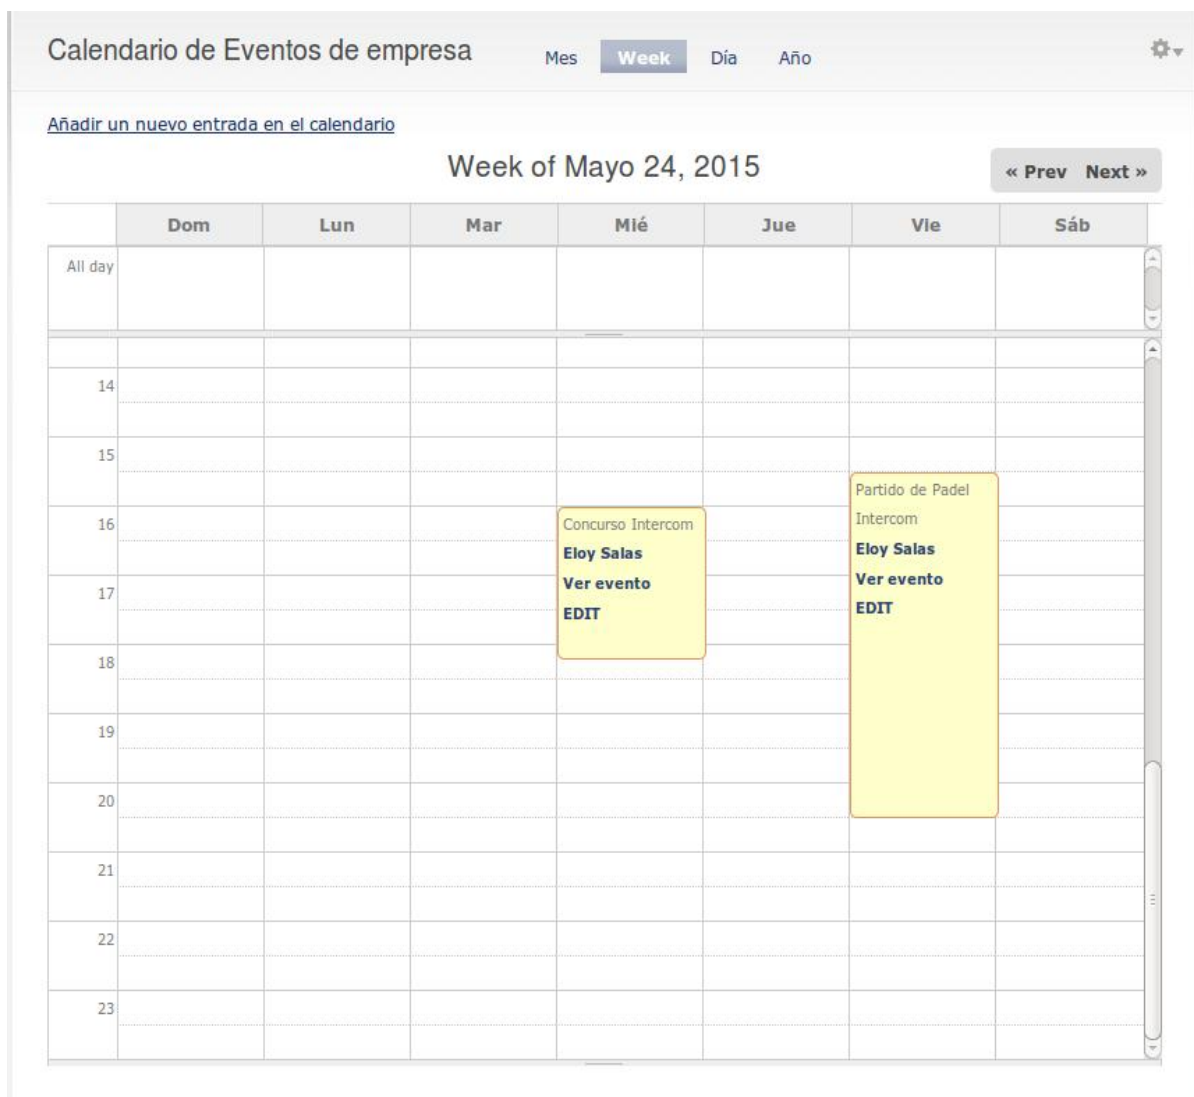 Calendario de Eventos de empresa
Mes Week Día Año
Añadir un nuevo entrada en el calendario
Week of Mayo 24, 2015
« Prev Next »
Dom Lun Mar Mié Jue Vie Sáb
All day
14
15
16
17
18
19
20
21
22
23
Concurso Intercom
Eloy Salas
Ver evento
EDIT
Partido de Padel
Intercom
Eloy Salas
Ver evento
EDIT